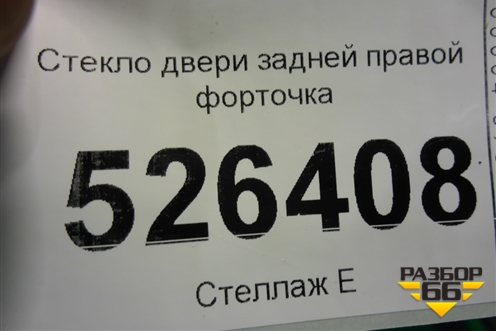 Стекло двери задней правой
форточка
526408
Стеллаж Е
РАЗБОР
66